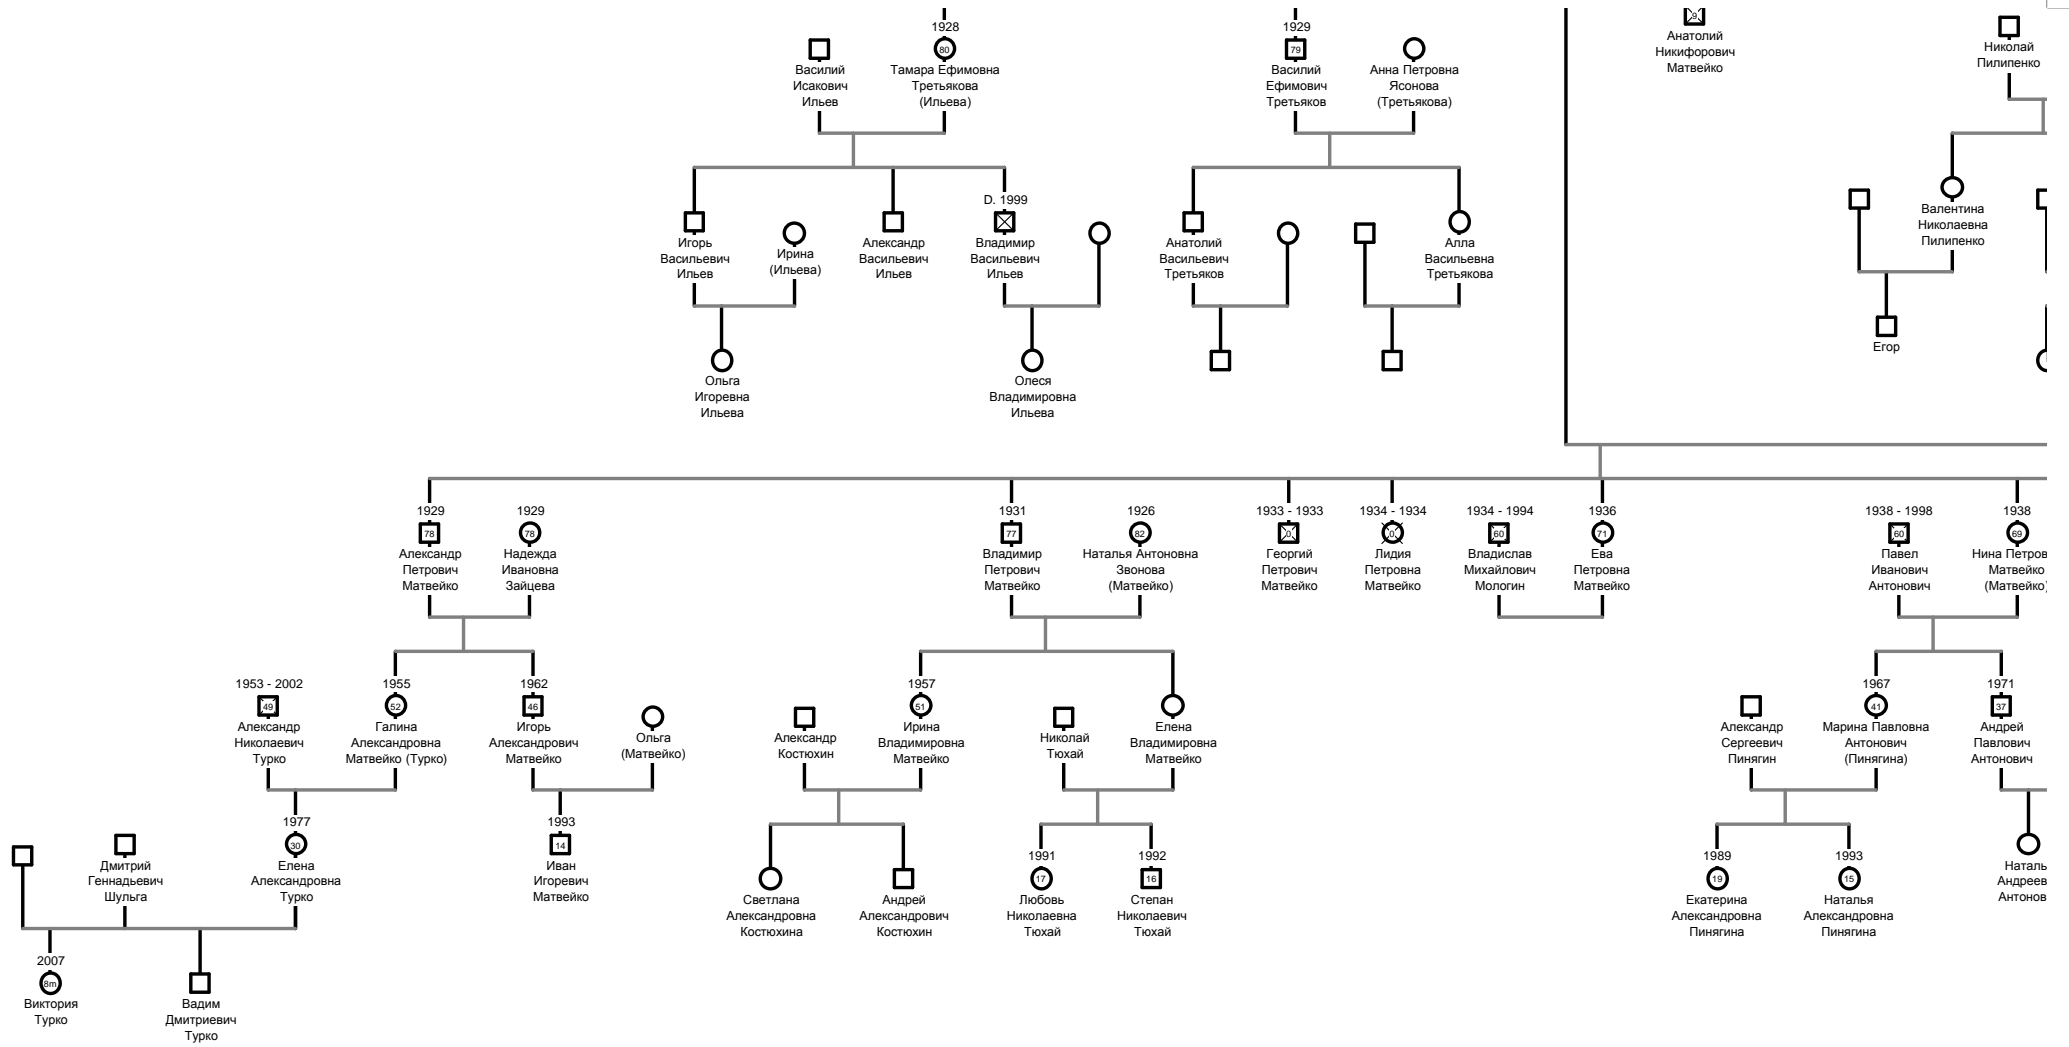 1928
80
Василий
Исакович
Ильев
Тамара Ефимовна
Третьякова
(Ильева)
1929
79
Василий
Ефимович
Третьяков
Анна Петровна
Ясонова
(Третьякова)
9
Анатолий
Никифорович
Матвейко
Николай
Пилипенко
Игорь
Васильевич
Ильев
Ирина
(Ильева)
Александр
Васильевич
Ильев
D. 1999
Владимир
Васильевич
Ильев
Анатолий
Васильевич
Третьяков
Алла
Васильевна
Третьякова
Валентина
Николаевна
Пилипенко
Егор
Ольга
Игоревна
Ильева
Олеся
Владимировна
Ильева
1929
78
Александр
Петрович
Матвейко
1929
78
Надежда
Ивановна
Зайцева
1931
77
Владимир
Петрович
Матвейко
1926
82
Наталья Антоновна
Звонова
(Матвейко)
1933 - 1933
0
Георгий
Петрович
Матвейко
1934 - 1934
0
Лидия
Петровна
Матвейко
1934 - 1994
60
Владислав
Михайлович
Мологин
1936
71
Ева
Петровна
Матвейко
1938 - 1998
60
Павел
Иванович
Антонович
1938
69
Нина Петров
Матвейко
(Матвейко)
1953 - 2002
49
Александр
Николаевич
Турко
1955
52
Галина
Александровна
Матвейко (Турко)
1962
46
Игорь
Александрович
Матвейко
Ольга
(Матвейко)
Александр
Костюхин
1957
51
Ирина
Владимировна
Матвейко
Николай
Тюхай
Елена
Владимировна
Матвейко
Александр
Сергеевич
Пинягин
1967
41
Марина Павловна
Антонович
(Пинягина)
1971
37
Андрей
Павлович
Антонович
Дмитрий
Геннадьевич
Шульга
1977
30
Елена
Александровна
Турко
1993
14
Иван
Игоревич
Матвейко
Светлана
Александровна
Костюхина
Андрей
Александрович
Костюхин
1991
17
Любовь
Николаевна
Тюхай
1992
16
Степан
Николаевич
Тюхай
1989
19
Екатерина
Александровна
Пинягина
1993
15
Наталья
Александровна
Пинягина
Наталь
Андреев
Антонов
2007
8m
Виктория
Турко
Вадим
Дмитриевич
Турко